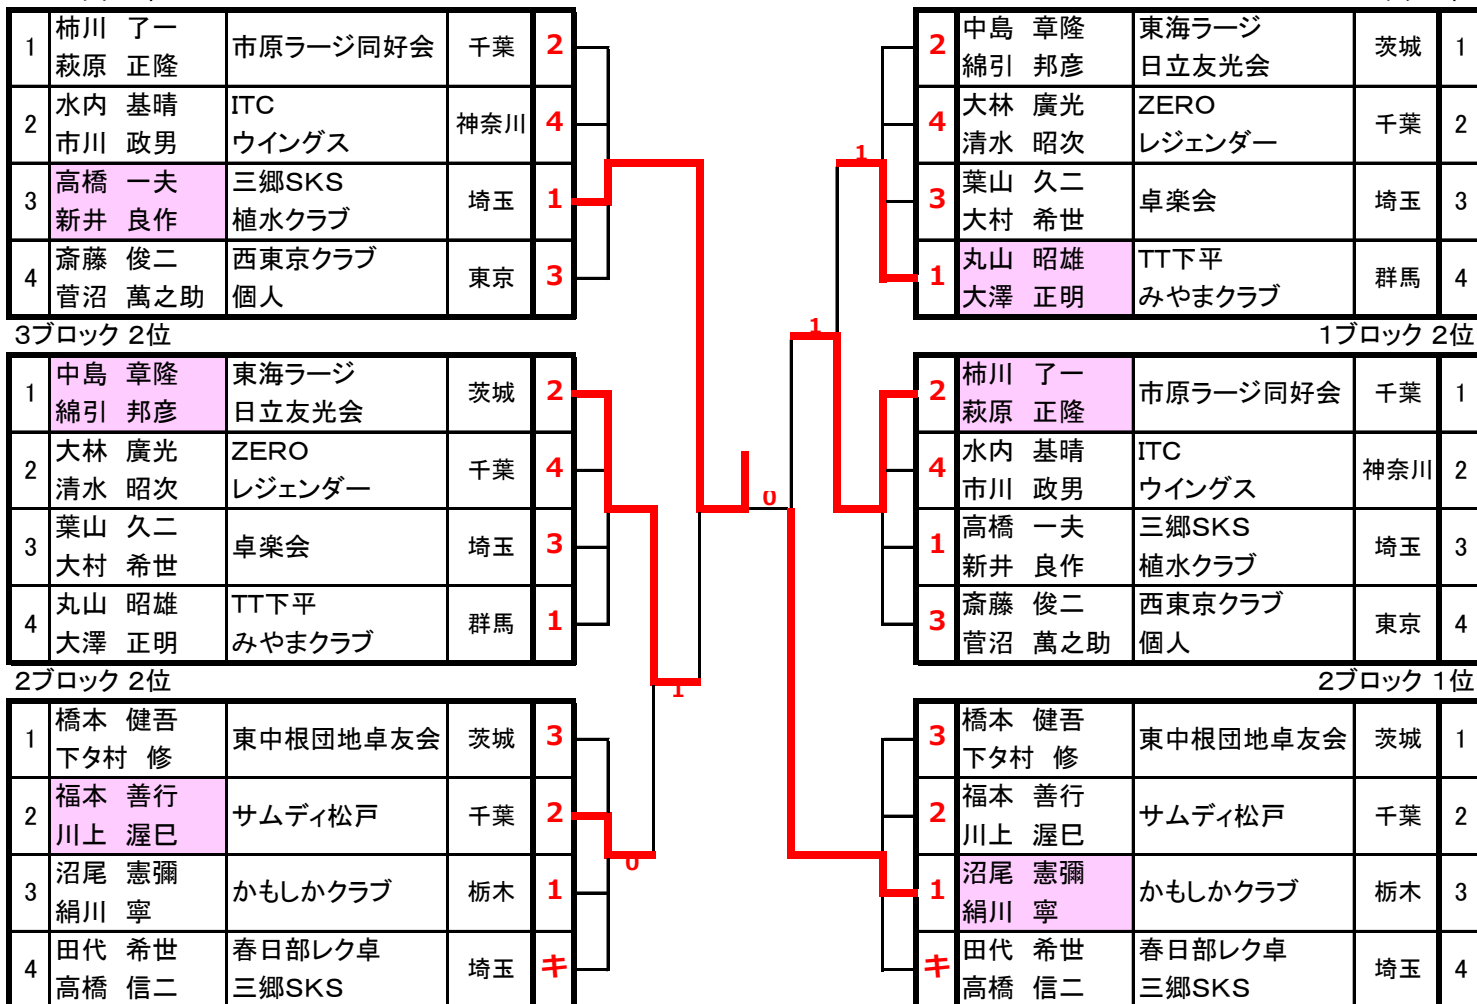 1 柿川 了一 市原ラージ同好会 千葉 2
萩原 正隆
2 水内 基晴 ITC 神奈川 4
市川 政男 ウイングス
3 高橋 一夫 三郷SKS 埼玉 1
新井 良作 植水クラブ
4 斎藤 俊二 西東京クラブ 東京 3
菅沼 萬之助 個人
3ブロック 2位
1 中島 章隆 東海ラージ 茨城 2
綿引 邦彦 日立友光会
2 大林 廣光 ZERO 千葉 4
清水 昭次 レジェンダー
3 葉山 久二 卓楽会 埼玉 3
大村 希世
4 丸山 昭雄 TT下平 群馬 1
大澤 正明 みやまクラブ
2ブロック 2位
1 橋本 健吾 東中根団地卓友会 茨城 3
下タ村 修
2 福本 善行 サムディ松戸 千葉 2
川上 渥巳
3 沼尾 憲彌 かもしかクラブ 栃木 1
絹川 寧
4 田代 希世 春日部レク卓 埼玉 キ
高橋 信二 三郷SKS
1
0
0
1
1
2 中島 章隆 東海ラージ 茨城 1
綿引 邦彦 日立友光会
4 大林 廣光 ZERO 千葉 2
清水 昭次 レジェンダー
3 葉山 久二 卓楽会 埼玉 3
大村 希世
1 丸山 昭雄 TT下平 群馬 4
大澤 正明 みやまクラブ
1ブロック 2位
2 柿川 了一 市原ラージ同好会 千葉 1
萩原 正隆
4 水内 基晴 ITC 神奈川 2
市川 政男 ウイングス
1 高橋 一夫 三郷SKS 埼玉 3
新井 良作 植水クラブ
3 斎藤 俊二 西東京クラブ 東京 4
菅沼 萬之助 個人
2ブロック 1位
3 橋本 健吾 東中根団地卓友会 茨城 1
下タ村 修
2 福本 善行 サムディ松戸 千葉 2
川上 渥巳
1 沼尾 憲彌 かもしかクラブ 栃木 3
絹川 寧
キ 田代 希世 春日部レク卓 埼玉 4
高橋 信二 三郷SKS